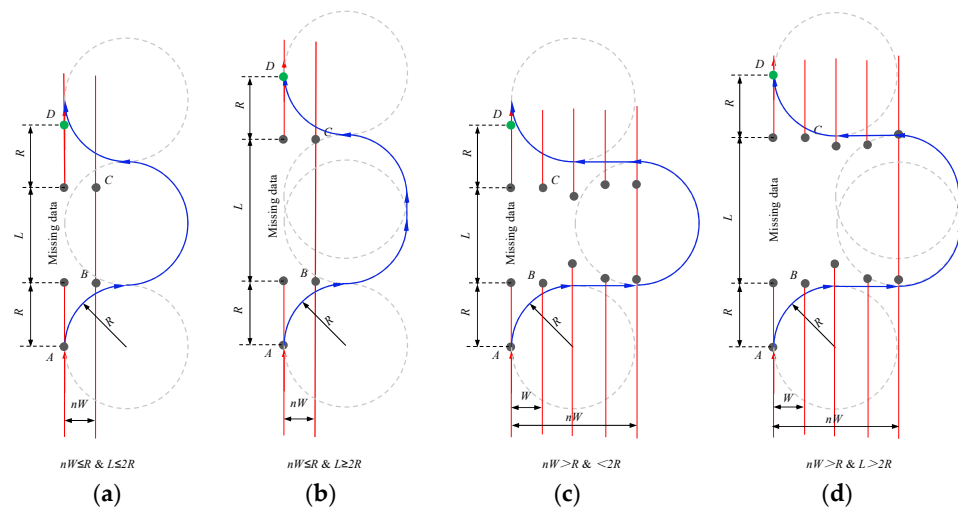 D
R
C
L
Missing data
B
R
R
A
nW
nW≤R & L≤2R
(a)
D
R
C
L
Missing data
B
R
R
A
nW
nW≤R & L≥2R
(b)
D
R
C
L
Missing data
B
R
R
A
W
nW
nW＞R & ＜2R
(c)
D
R
C
L
Missing data
B
R
R
A
W
nW
nW＞R & L＞2R
(d)